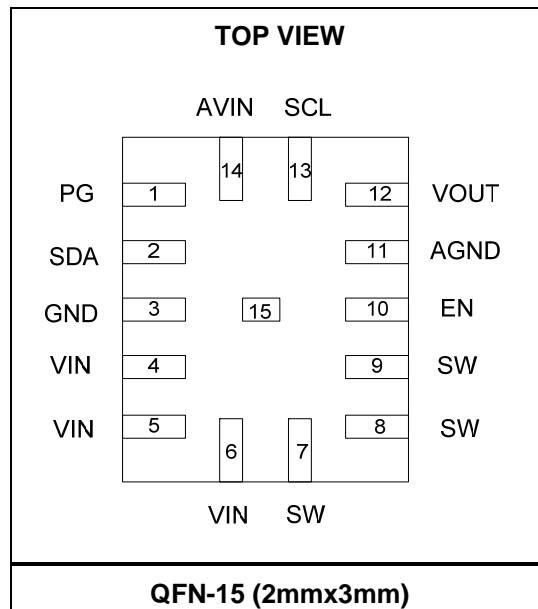 TOP VIEW
AVIN SCL
14 13
PG 1 12 VOUT
SDA 2 11 AGND
GND 3 15 10 EN
VIN 4 9 SW
VIN 5 8 SW
6 7
VIN SW
QFN-15 (2mmx3mm)